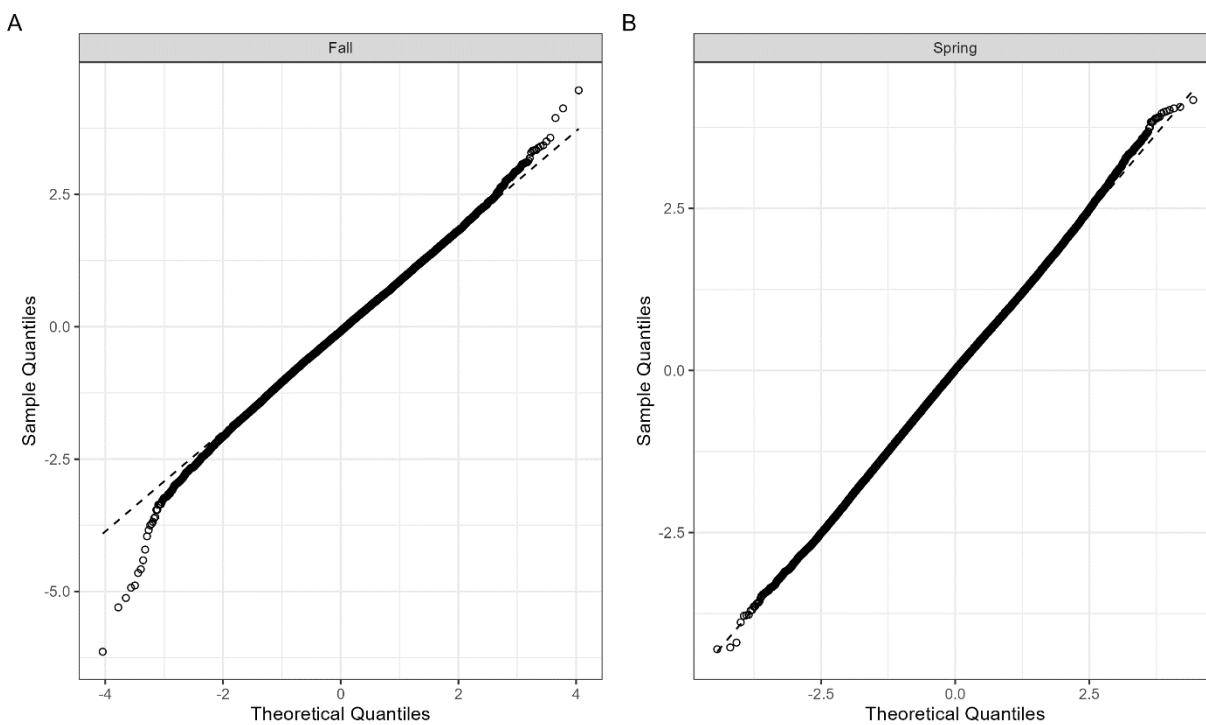 A
B
Fall
Spring
Sample Quantiles
2.5
0.0
-2.5
-5.0
-4
-2
0
2
4
Theoretical Quantiles
Sample Quantiles
2.5
0.0
-2.5
-2.5
0.0
2.5
Theoretical Quantiles